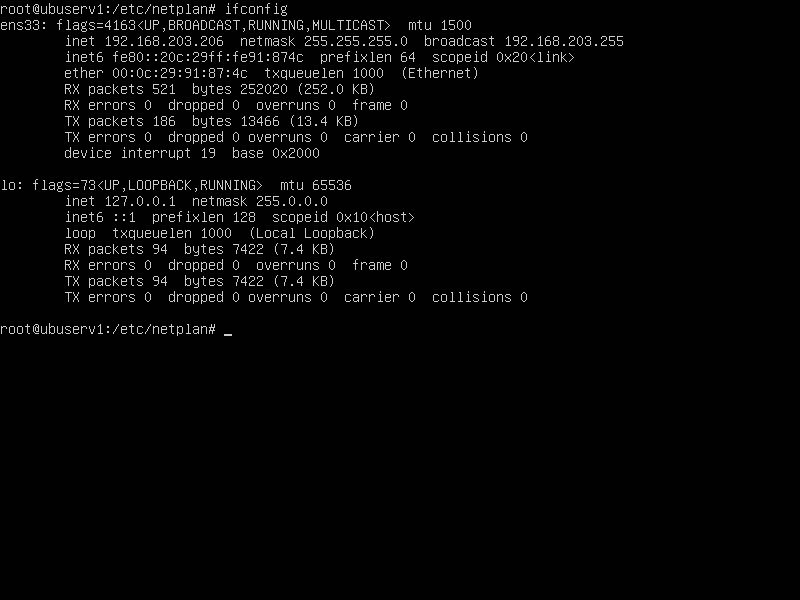 root@ubuserv1:/etc/netplan# ifconfig
ens33: flags=4163<UP,BROADCAST,RUNNING,MULTICAST>  mtu 1500
        inet 192.168.203.206  netmask 255.255.255.0  broadcast 192.168.203.255
        inet6 fe80::20c:29ff:fe91:874c  prefixlen 64  scopeid 0x20<link>
        ether 00:0c:29:91:87:4c  txqueuelen 1000  (Ethernet)
        RX packets 521  bytes 252020 (252.0 KB)
        RX errors 0  dropped 0  overruns 0  frame 0
        TX packets 186  bytes 13466 (13.4 KB)
        TX errors 0  dropped 0 overruns 0  carrier 0  collisions 0
        device interrupt 19  base 0x2000

lo: flags=73<UP,LOOPBACK,RUNNING>  mtu 65536
        inet 127.0.0.1  netmask 255.0.0.0
        inet6 ::1  prefixlen 128  scopeid 0x10<host>
        loop  txqueuelen 1000  (Local Loopback)
        RX packets 94  bytes 7422 (7.4 KB)
        RX errors 0  dropped 0  overruns 0  frame 0
        TX packets 94  bytes 7422 (7.4 KB)
        TX errors 0  dropped 0 overruns 0  carrier 0  collisions 0

root@ubuserv1:/etc/netplan# _